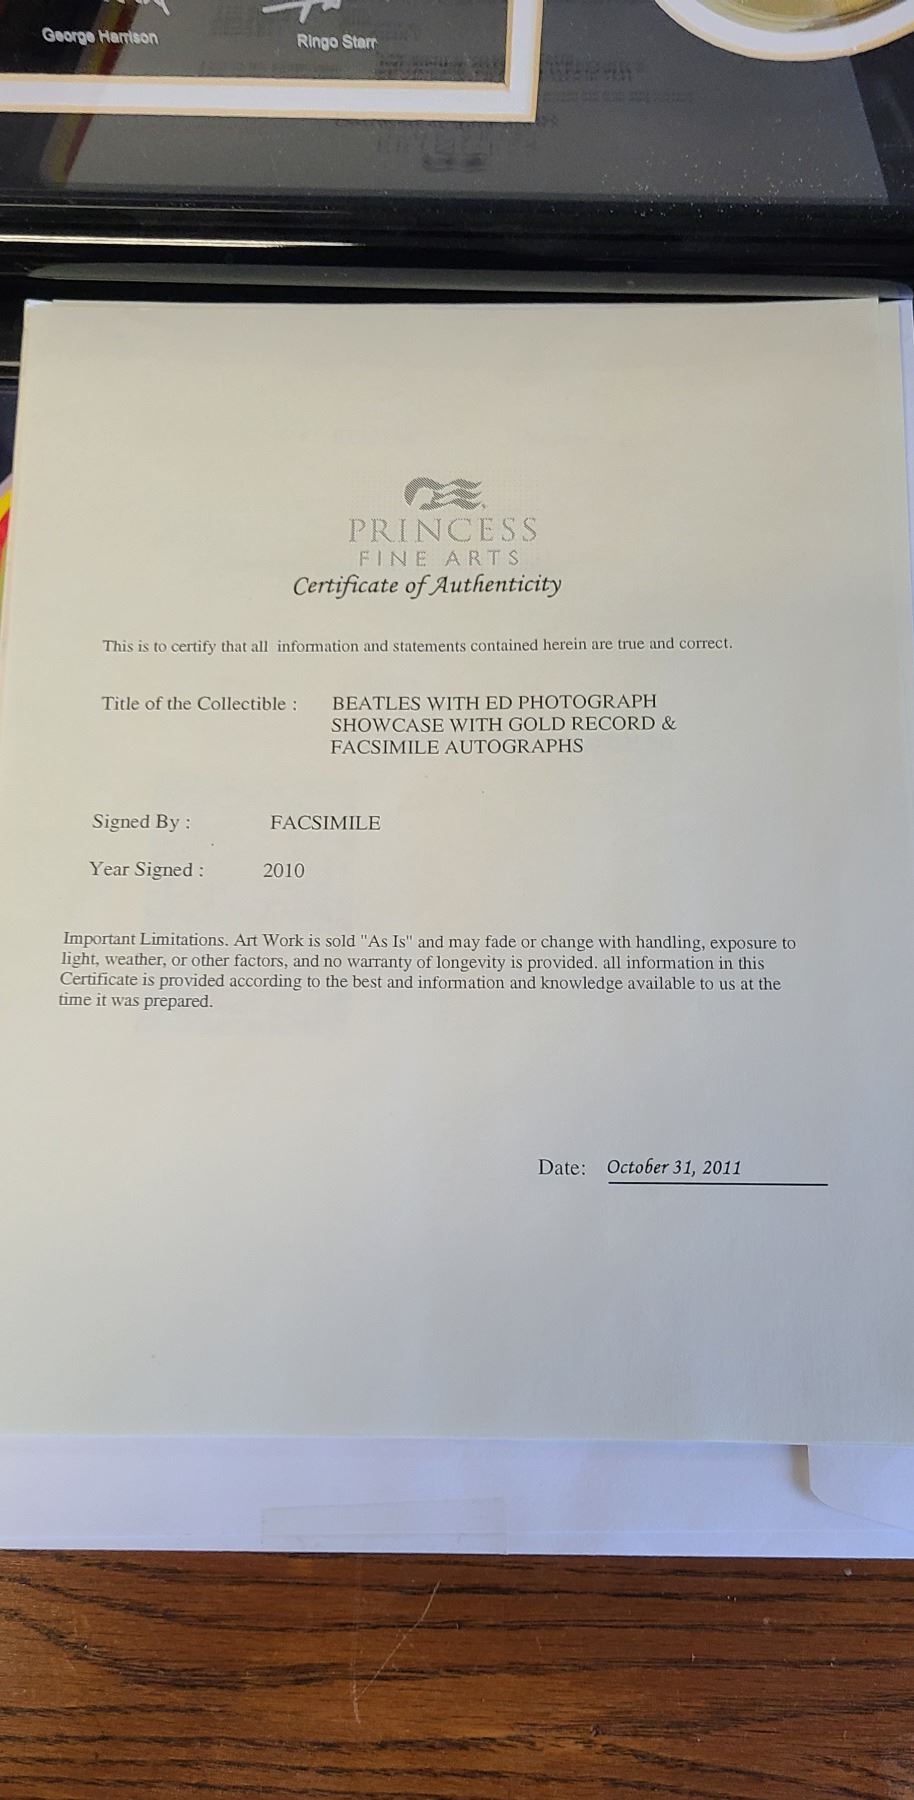 George Harrison
Ringo Starr
PRINCESS
FINE ARTS
Certificate of Authenticity
This is to certify that all information and statements contained herein are true and correct.
Title of the Collectible : BEATLES WITH ED PHOTOGRAPH
SHOWCASE WITH GOLD RECORD &
FACSIMILE AUTOGRAPHS
Signed By : FACSIMILE
Year Signed : 2010
Important Limitations. Art Work is sold "As Is" and may fade or change with handling, exposure to
light, weather, or other factors, and no warranty of longevity is provided. all information in this
Certificate is provided according to the best and information and knowledge available to us at the
time it was prepared.
Date: October 31, 2011